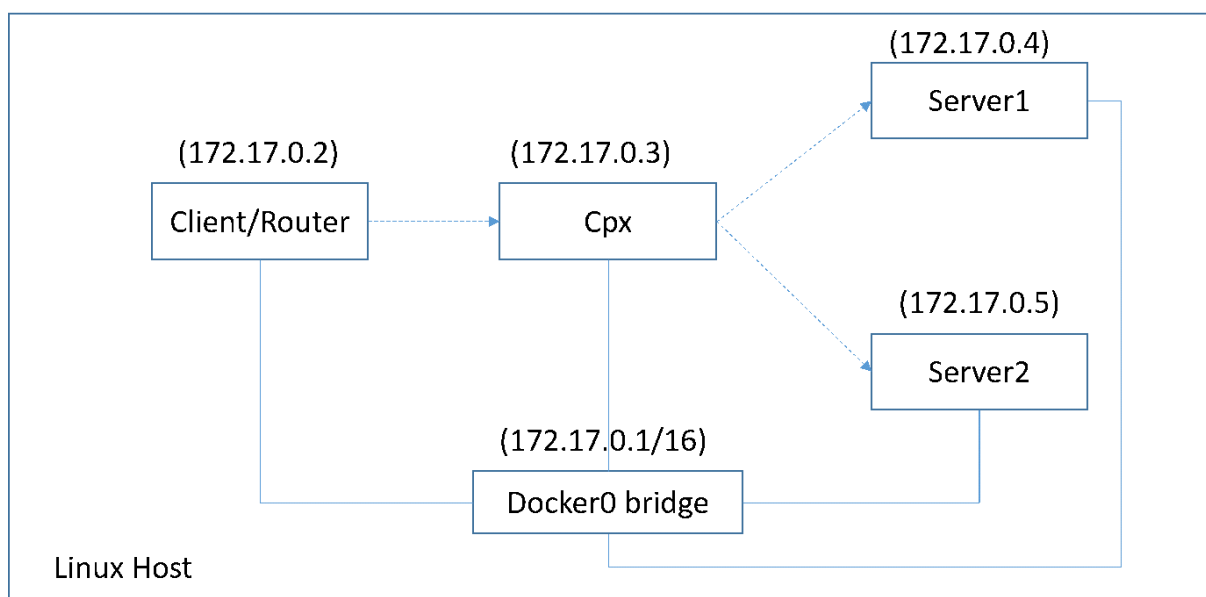 (172.17.0.4)
Server1
(172.17.0.2)
(172.17.0.3)
Client/Router
Cpx
(172.17.0.5)
Server2
(172.17.0.1/16)
Docker0 bridge
Linux Host